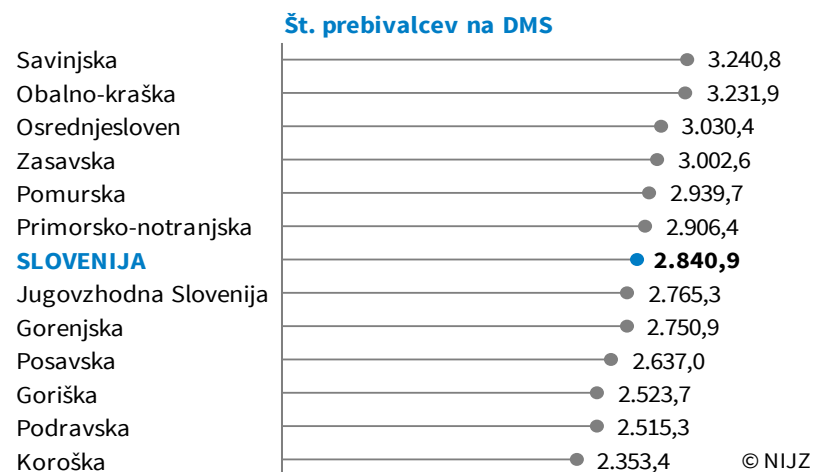 Št. prebivalcev na DMS
Savinjska 3.240,8
Obalno-kraška 3.231,9
Osrednjesloven 3.030,4
Zasavska 3.002,6
Pomurska 2.939,7
Primorsko-notranjska 2.906,4
SLOVENIJA 2.840,9
Jugovzhodna Slovenija 2.765,3
Gorenjska 2.750,9
Posavska 2.637,0
Goriška 2.523,7
Podravska 2.515,3
Koroška 2.353,4
© NIJZ